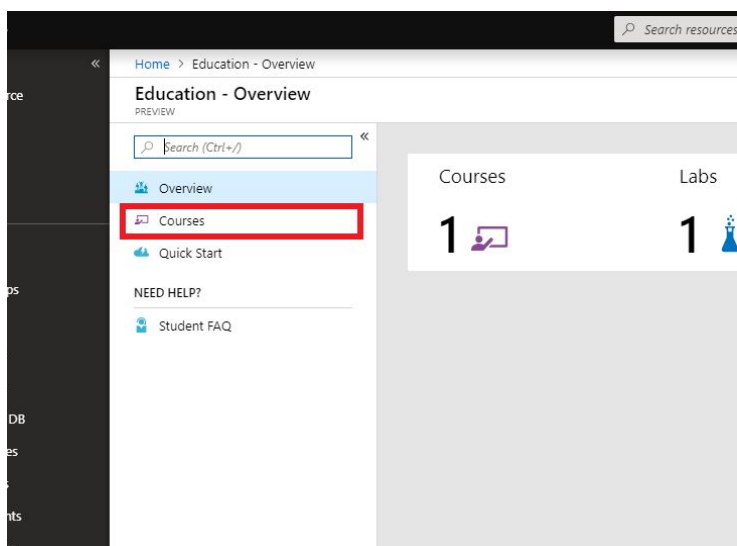 Search resources
«
Home > Education - Overview
rce
Education - Overview
PREVIEW
Search (Ctrl+/)
«
Overview
Courses
Quick Start
NEED HELP?
Student FAQ
Courses
1
Labs
1
ps
DB
es
s
nts